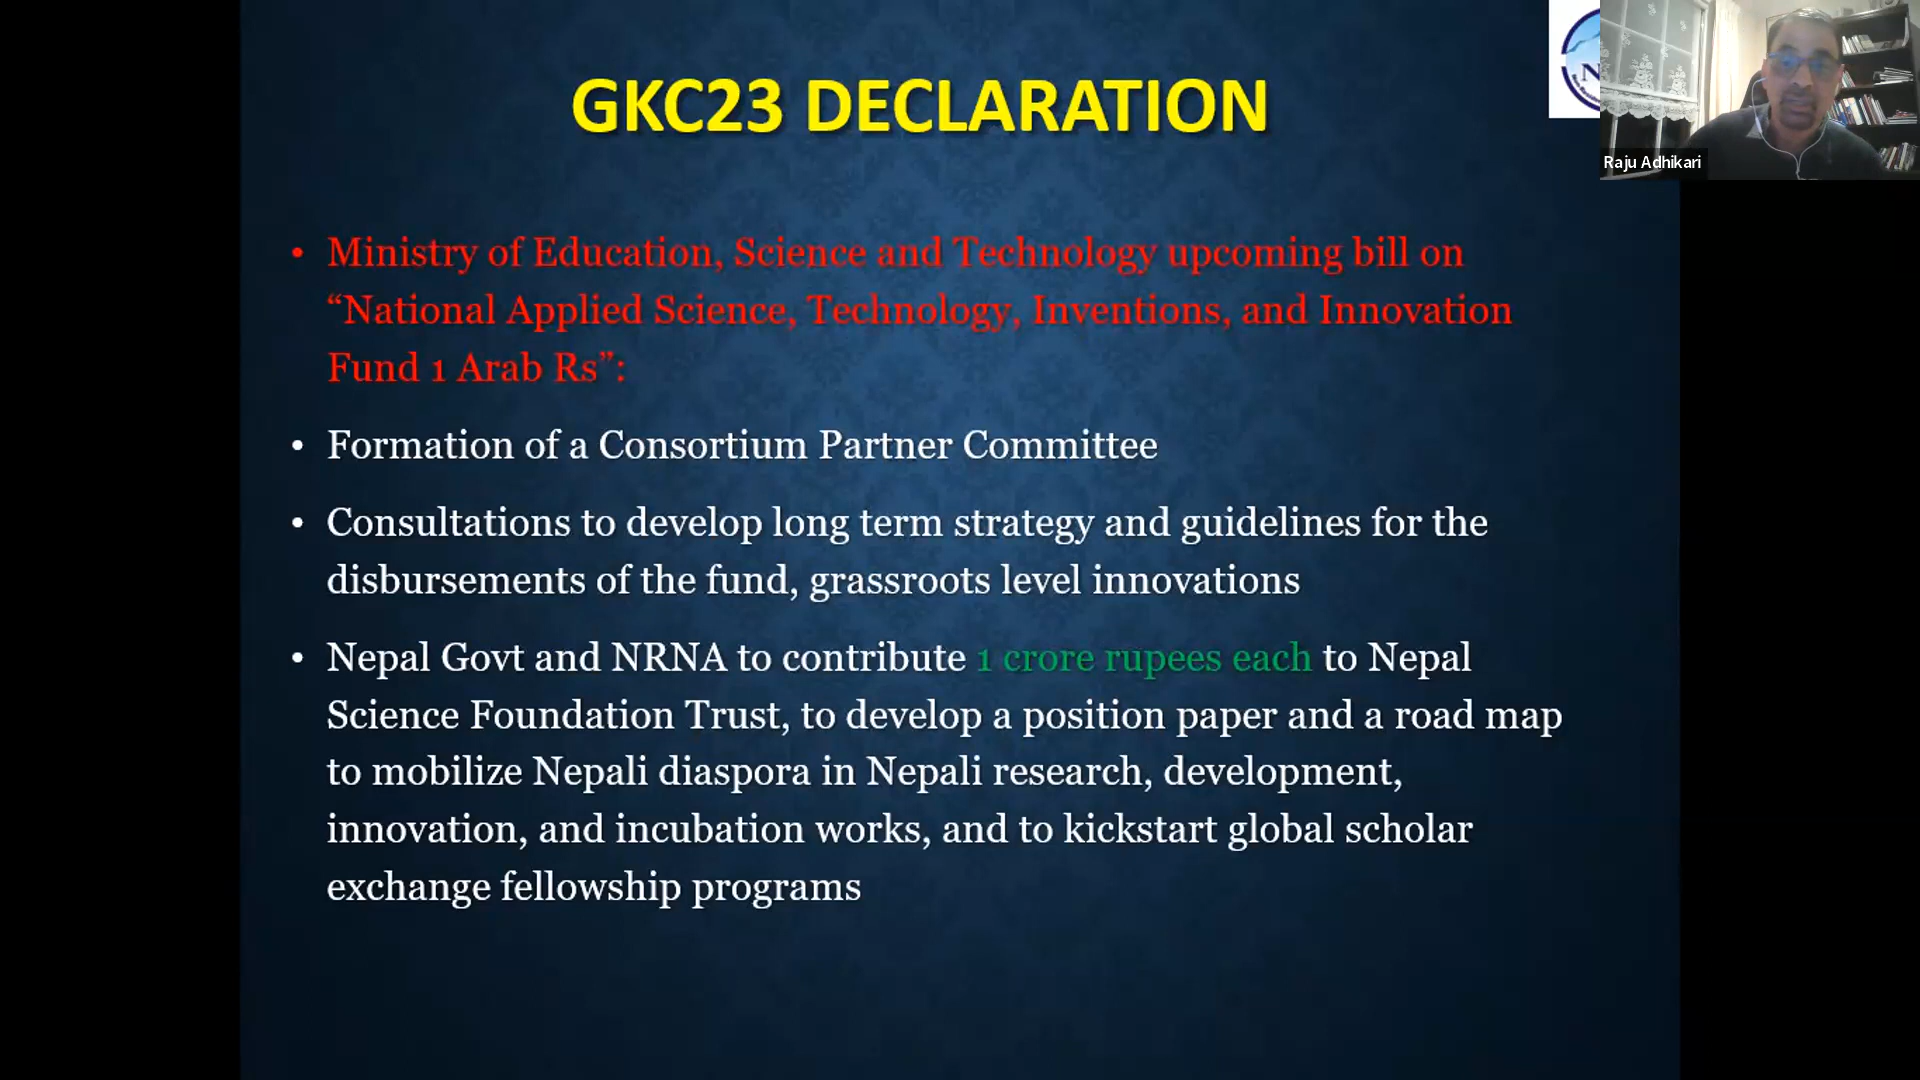 GKC23 DECLARATION
Raju Adhikari
• Ministry of Education, Science and Technology upcoming bill on
“National Applied Science, Technology, Inventions, and Innovation
Fund 1 Arab Rs”:
• Formation of a Consortium Partner Committee
• Consultations to develop long term strategy and guidelines for the
disbursements of the fund, grassroots level innovations
• Nepal Govt and NRNA to contribute 1 crore rupees each to Nepal
Science Foundation Trust, to develop a position paper and a road map
to mobilize Nepali diaspora in Nepali research, development,
innovation, and incubation works, and to kickstart global scholar
exchange fellowship programs